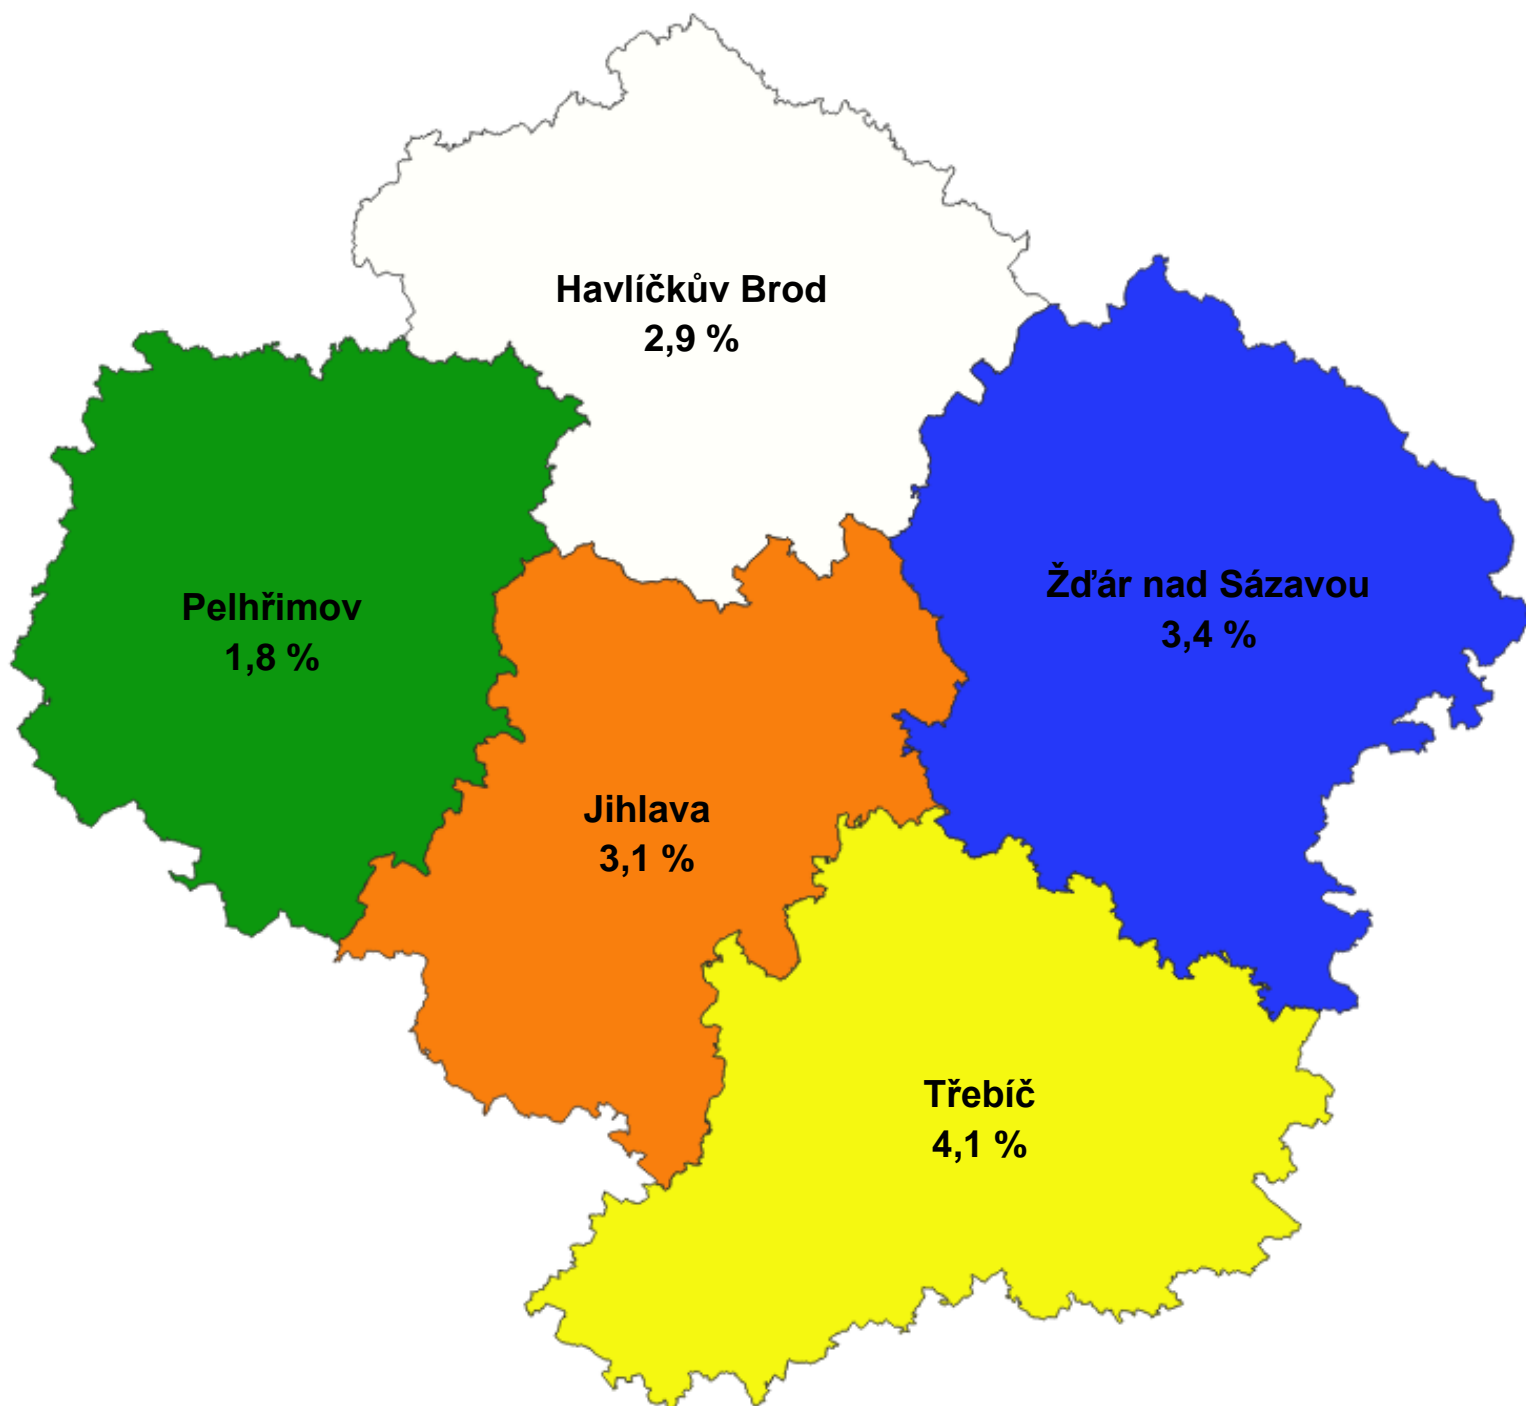 Havlíčkův Brod
2,9 %
Žďár nad Sázavou
3,4 %
Pelhřimov
1,8 %
Jihlava
3,1 %
Třebíč
4,1 %